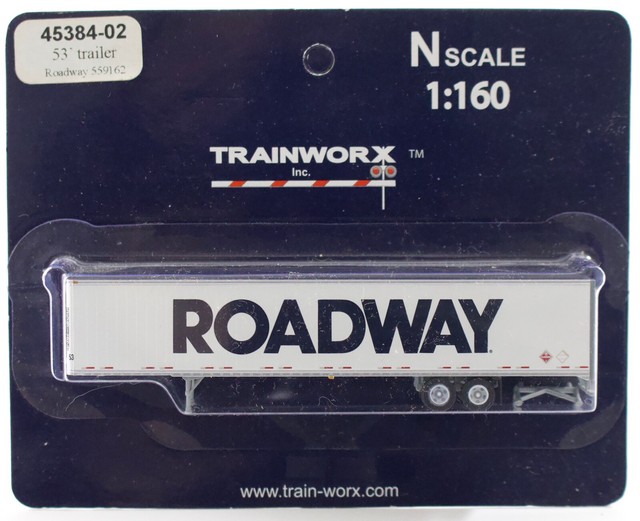 45384-02
53' trailer
Roadway 559162
N SCALE
1:160
TRAINWORX ™
Inc.
ROADWAY
www.train-worx.com